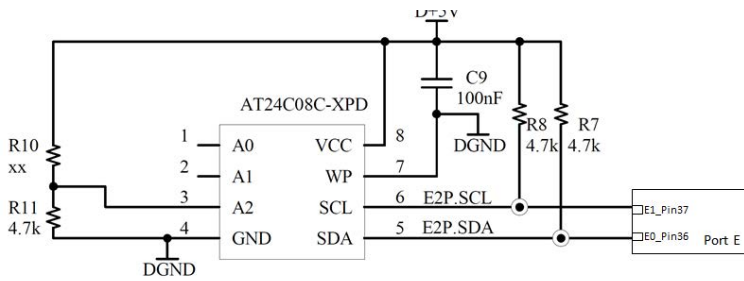 D+5V
C9
100nF
AT24C08C-XPD
R8
4.7k
R7
4.7k
DGND
R10
xx
R11
4.7k
1 A0 VCC 8
2 A1 WP 7
3 A2 SCL 6 E2P.SCL
4 GND SDA 5 E2P.SDA
DGND
E1_Pin37
E0_Pin36 Port E